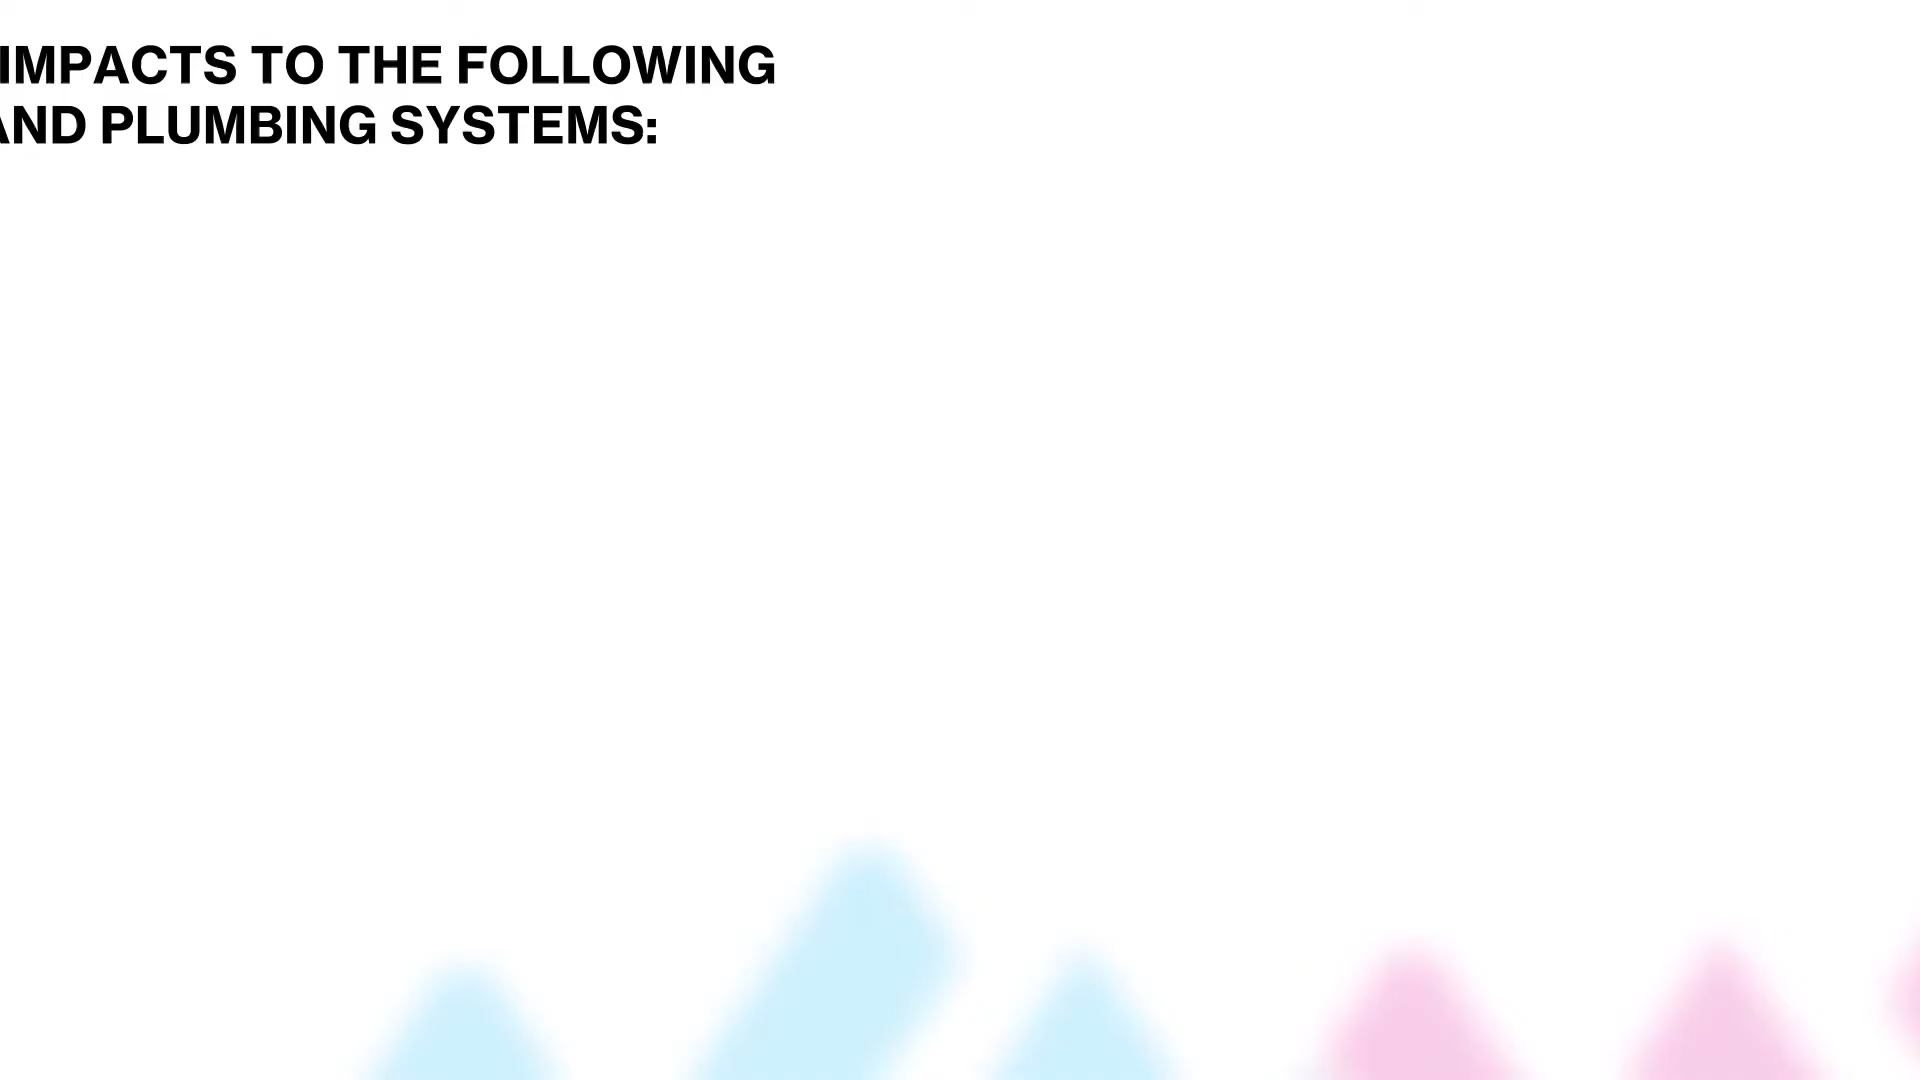 IMPACTS TO THE FOLLOWING
AND PLUMBING SYSTEMS: